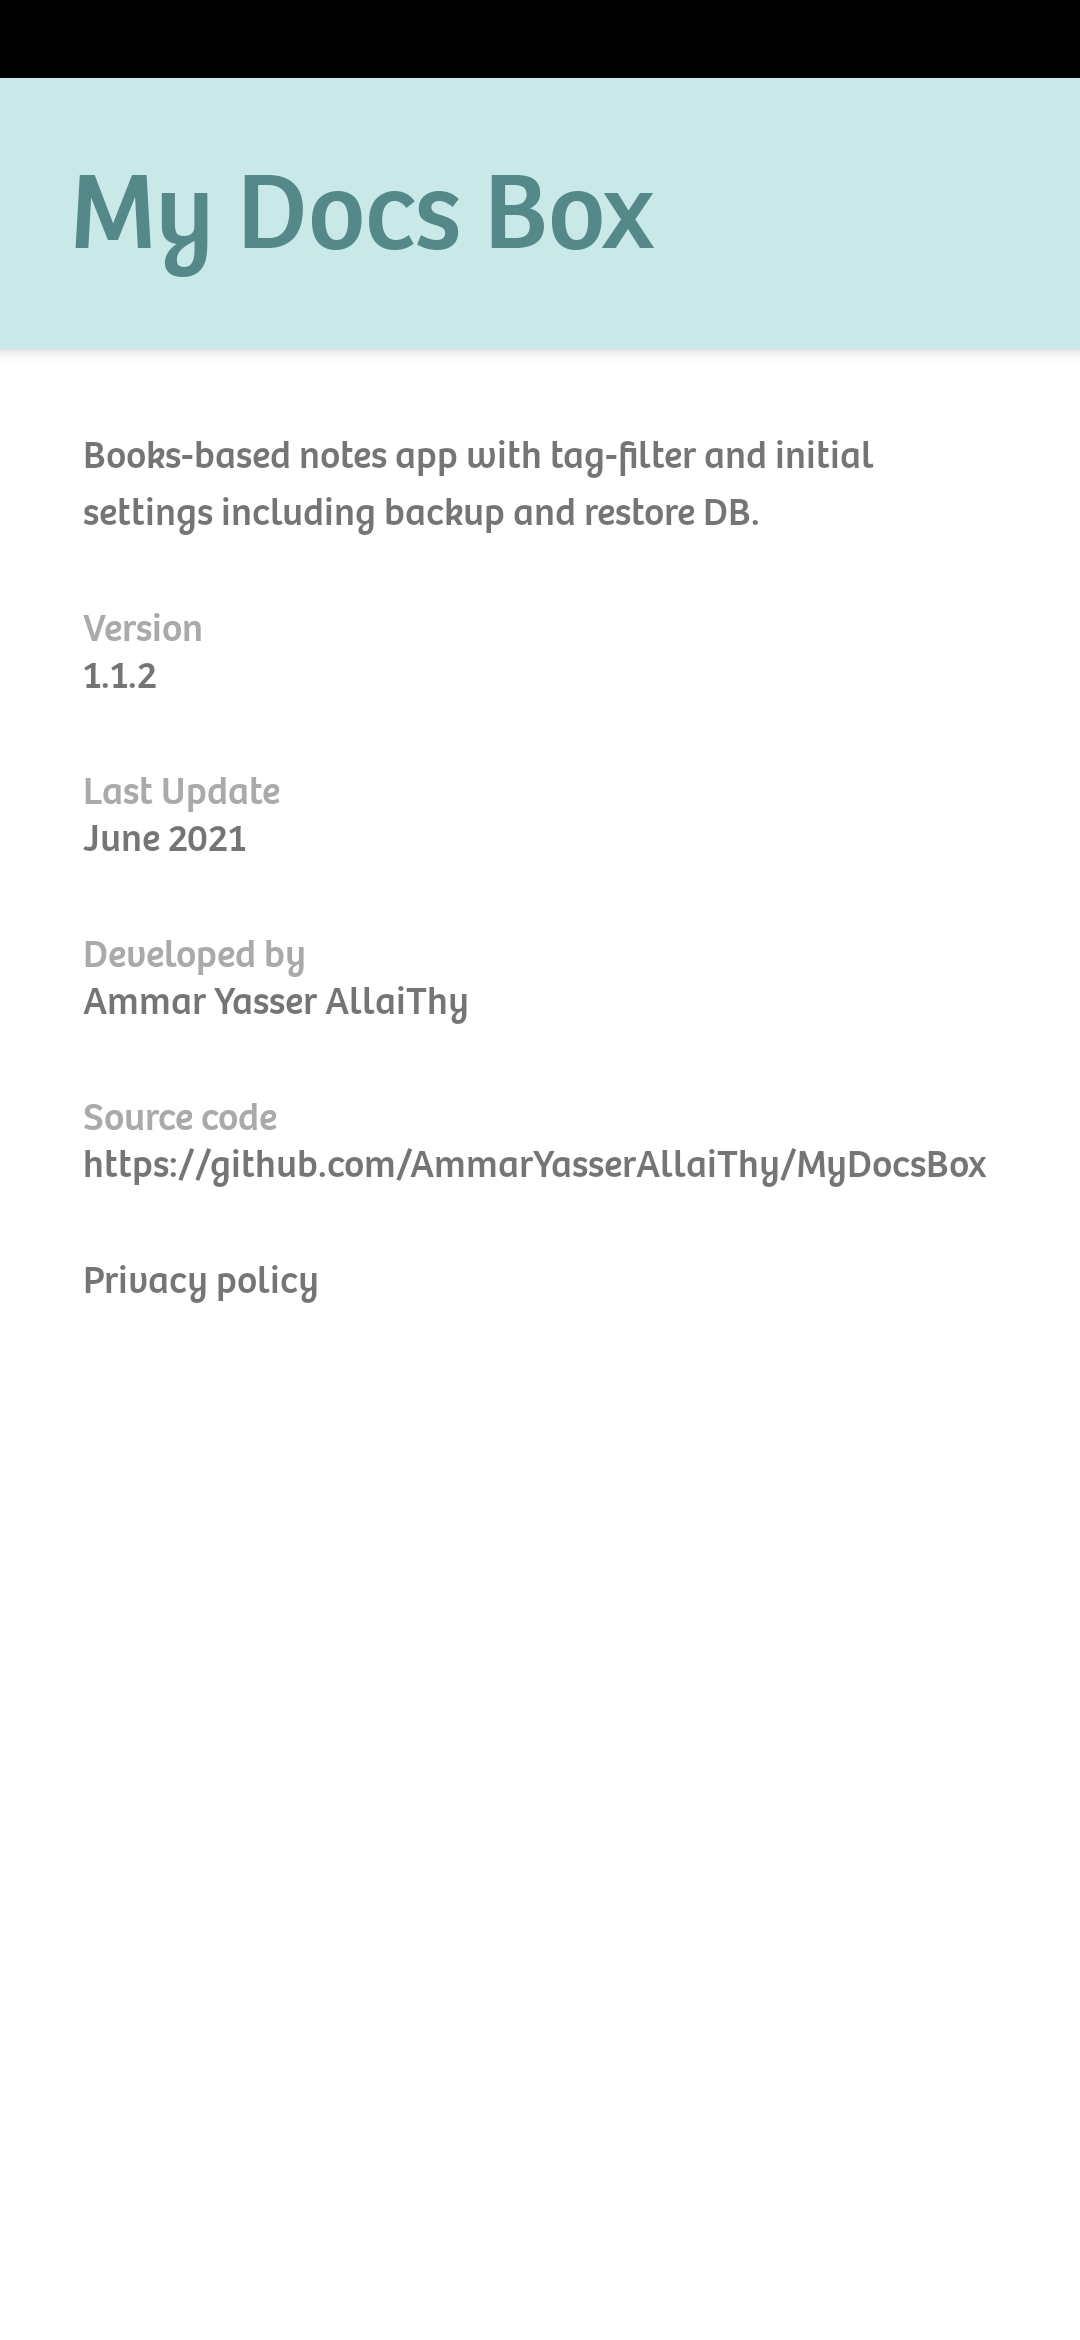 My Docs Box
Books-based notes app with tag-filter and initial
settings including backup and restore DB.
Version
1.1.2
Last Update
June 2021
Developed by
Ammar Yasser AllaiThy
Source code
https://github.com/AmmarYasserAllaiThy/MyDocsBox
Privacy policy